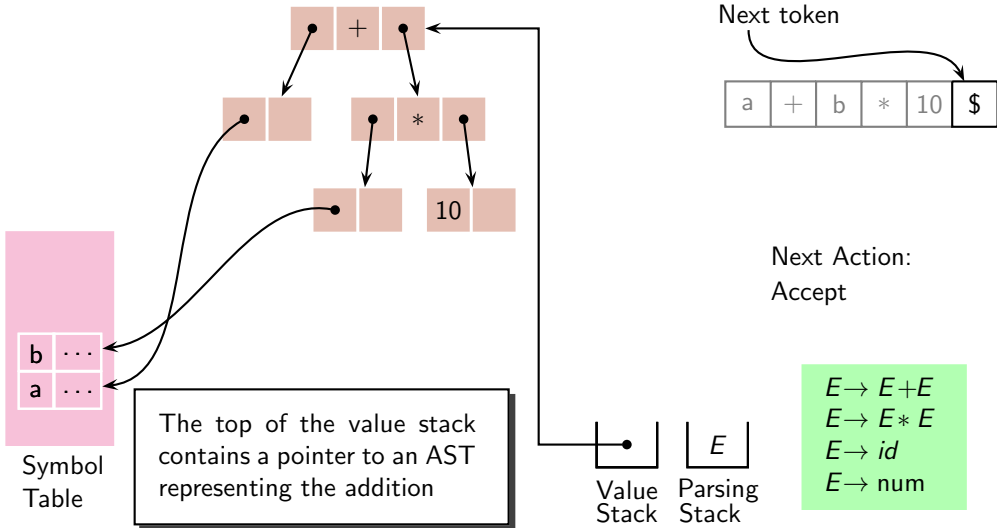 +
Next token
a + b * 10 $
*
10
Next Action:
Accept
b ...
a ...
Symbol
Table
The top of the value stack
contains a pointer to an AST
representing the addition
E
Value
Stack
Parsing
Stack
E → E + E
E → E * E
E → id
E → num